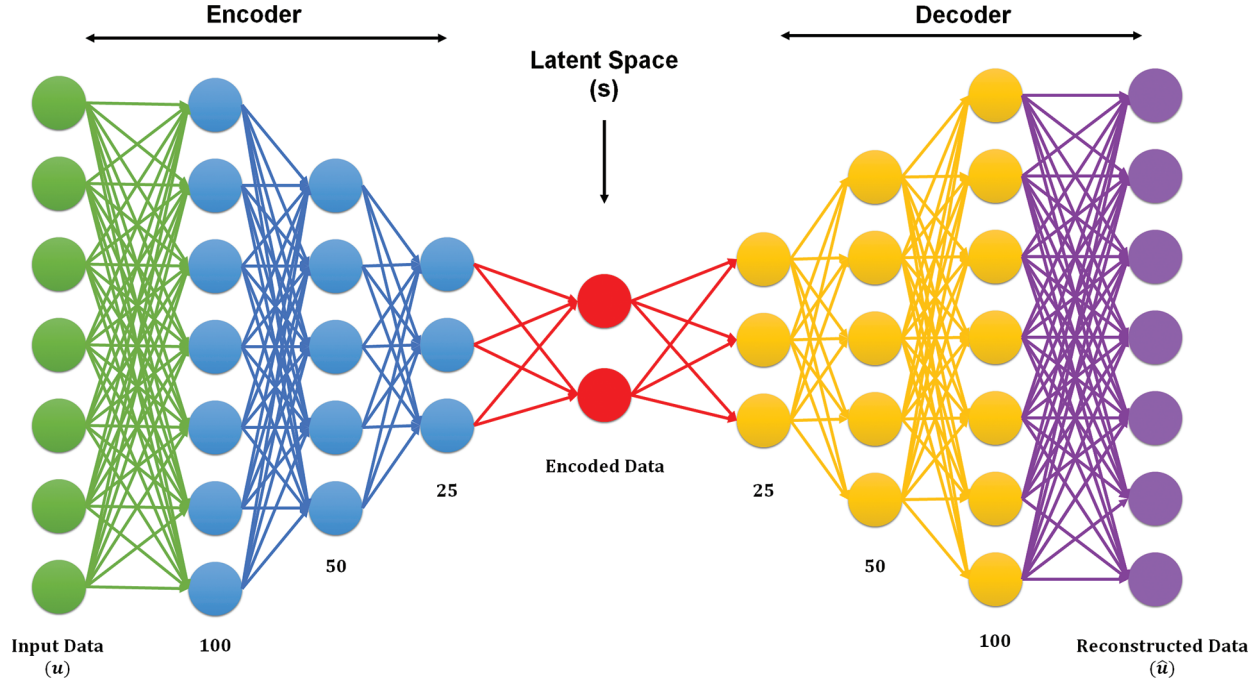 Encoder
Decoder
Latent Space
(s)
Encoded Data
25
25
50
50
100
100
Input Data
(u)
Reconstructed Data
(û)